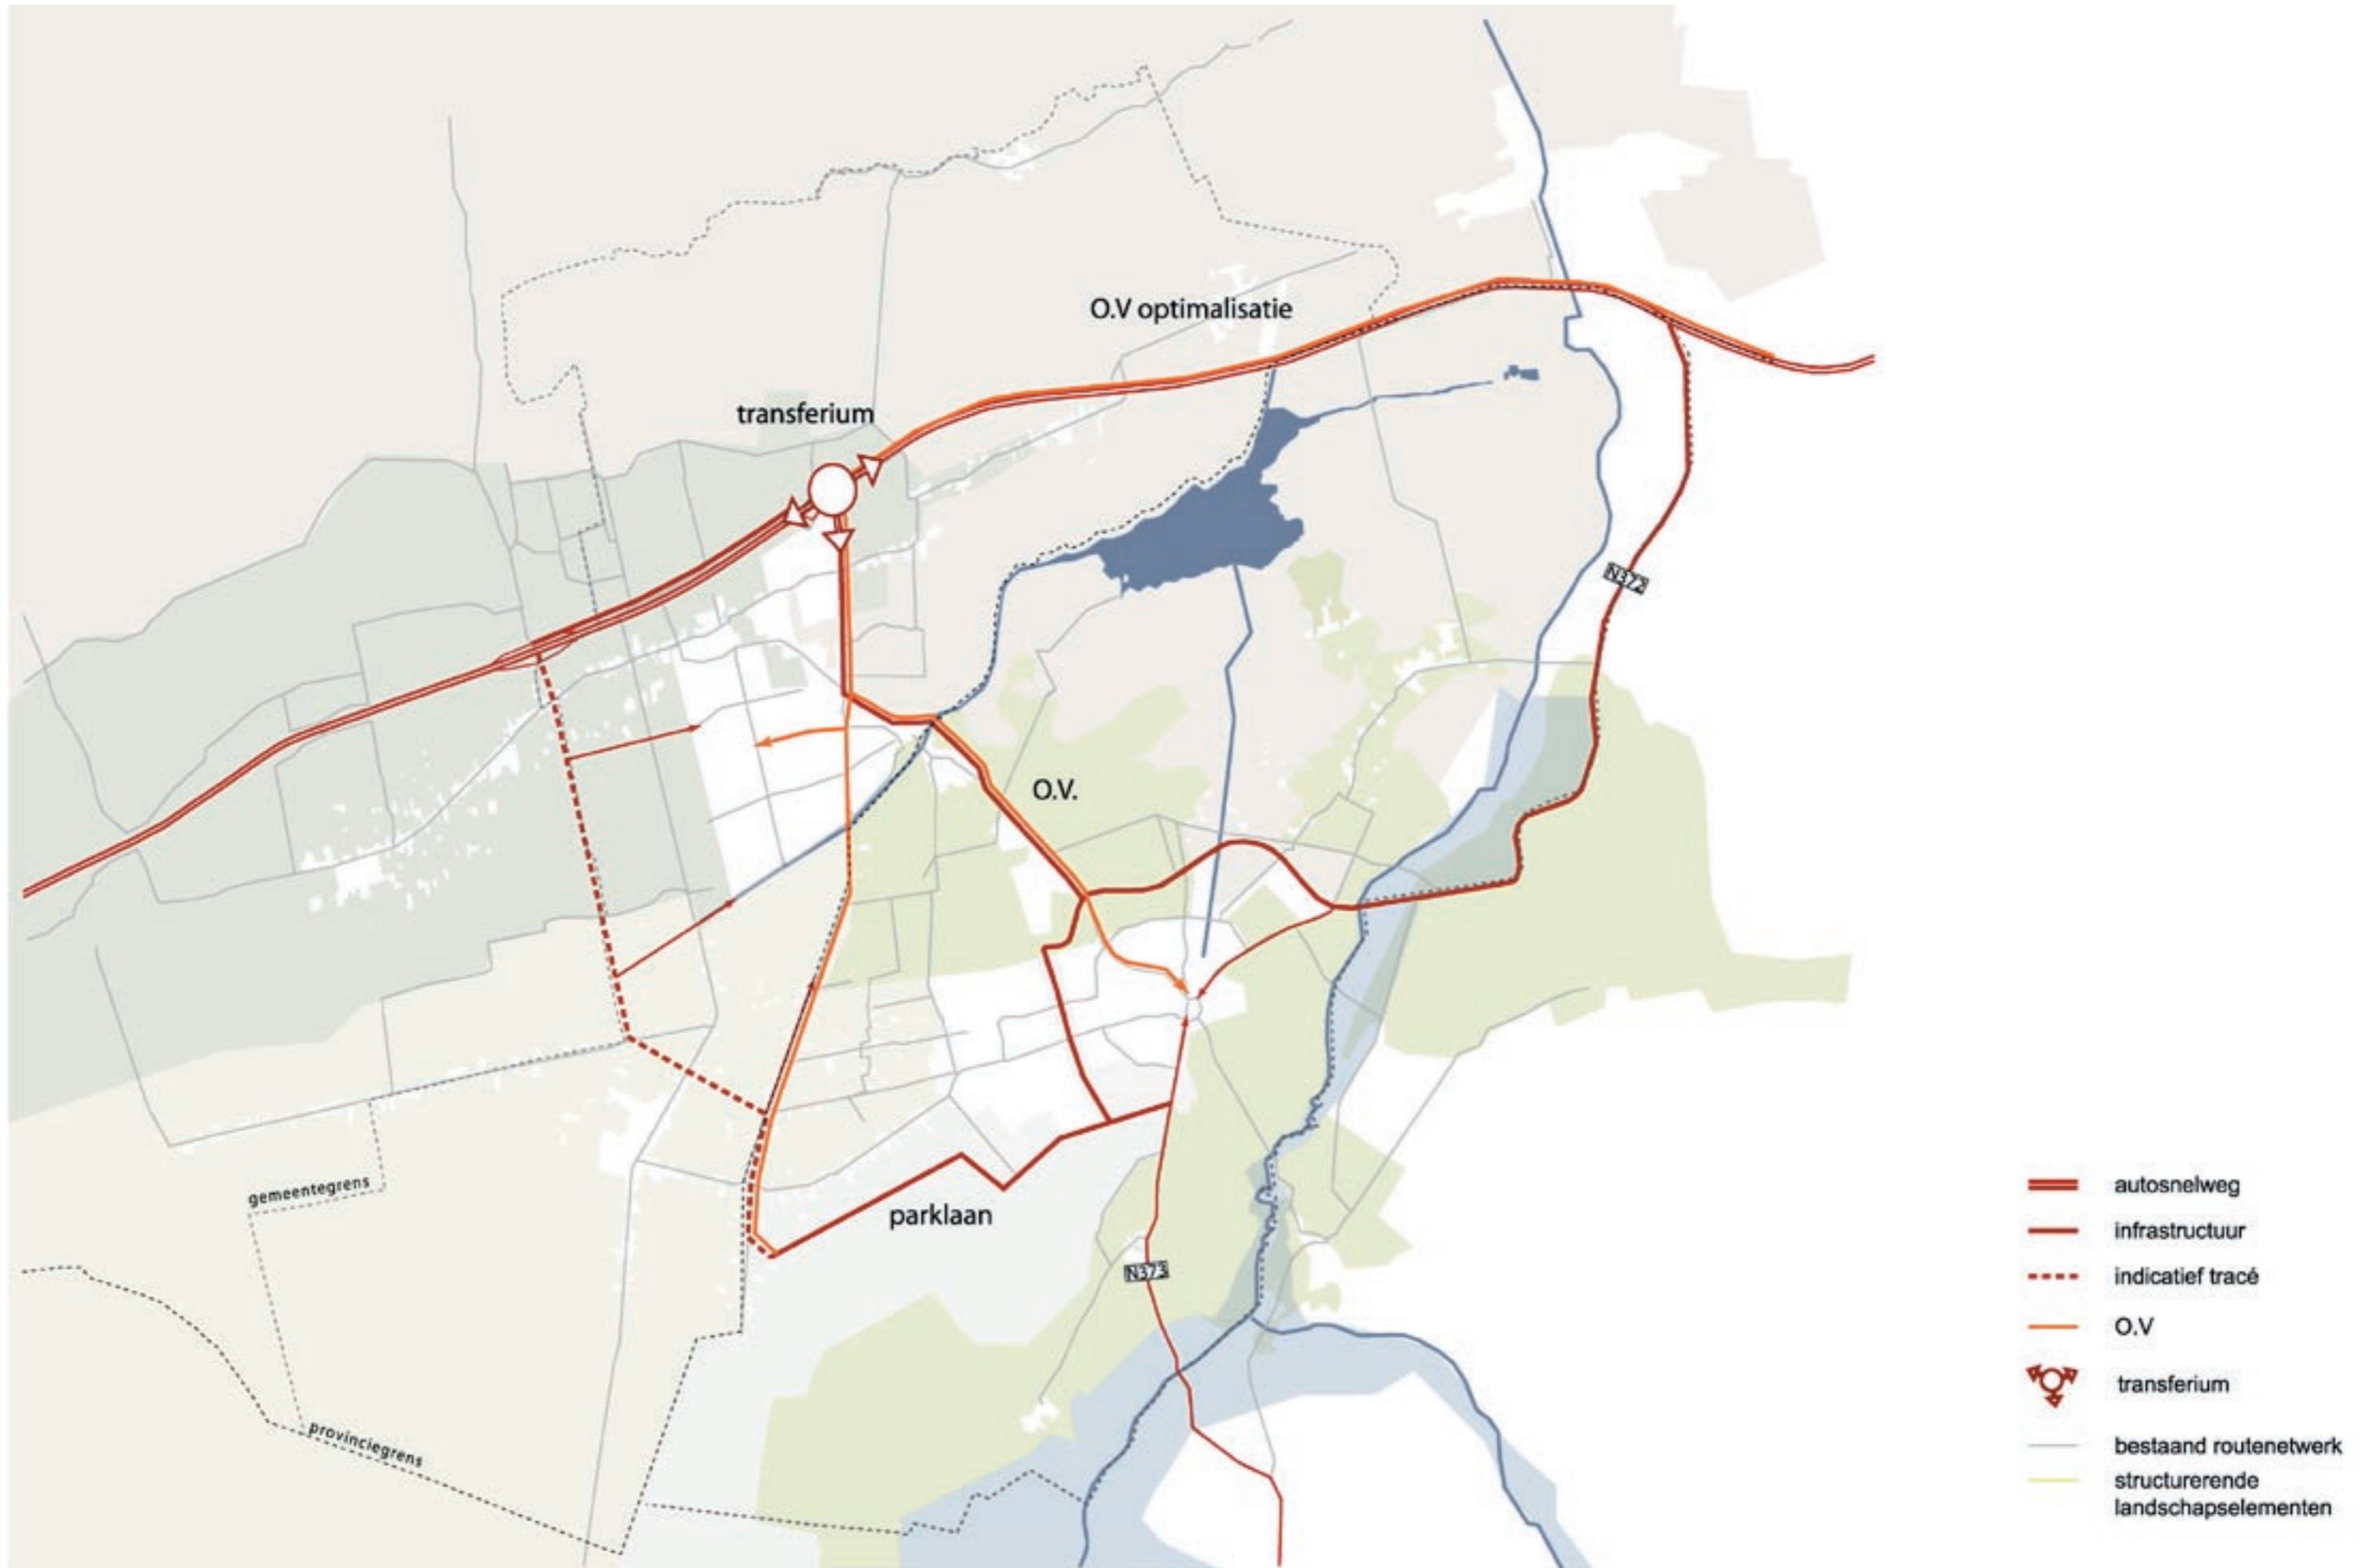 O.V optimalisatie
transferium
N372
O.V.
gemeentegrens
parklaan
N373
provinciegrens
autosnelweg
infrastructuur
indicatief tracé
O.V
transferium
bestaand routenetwerk
structurerende
landschapselementen